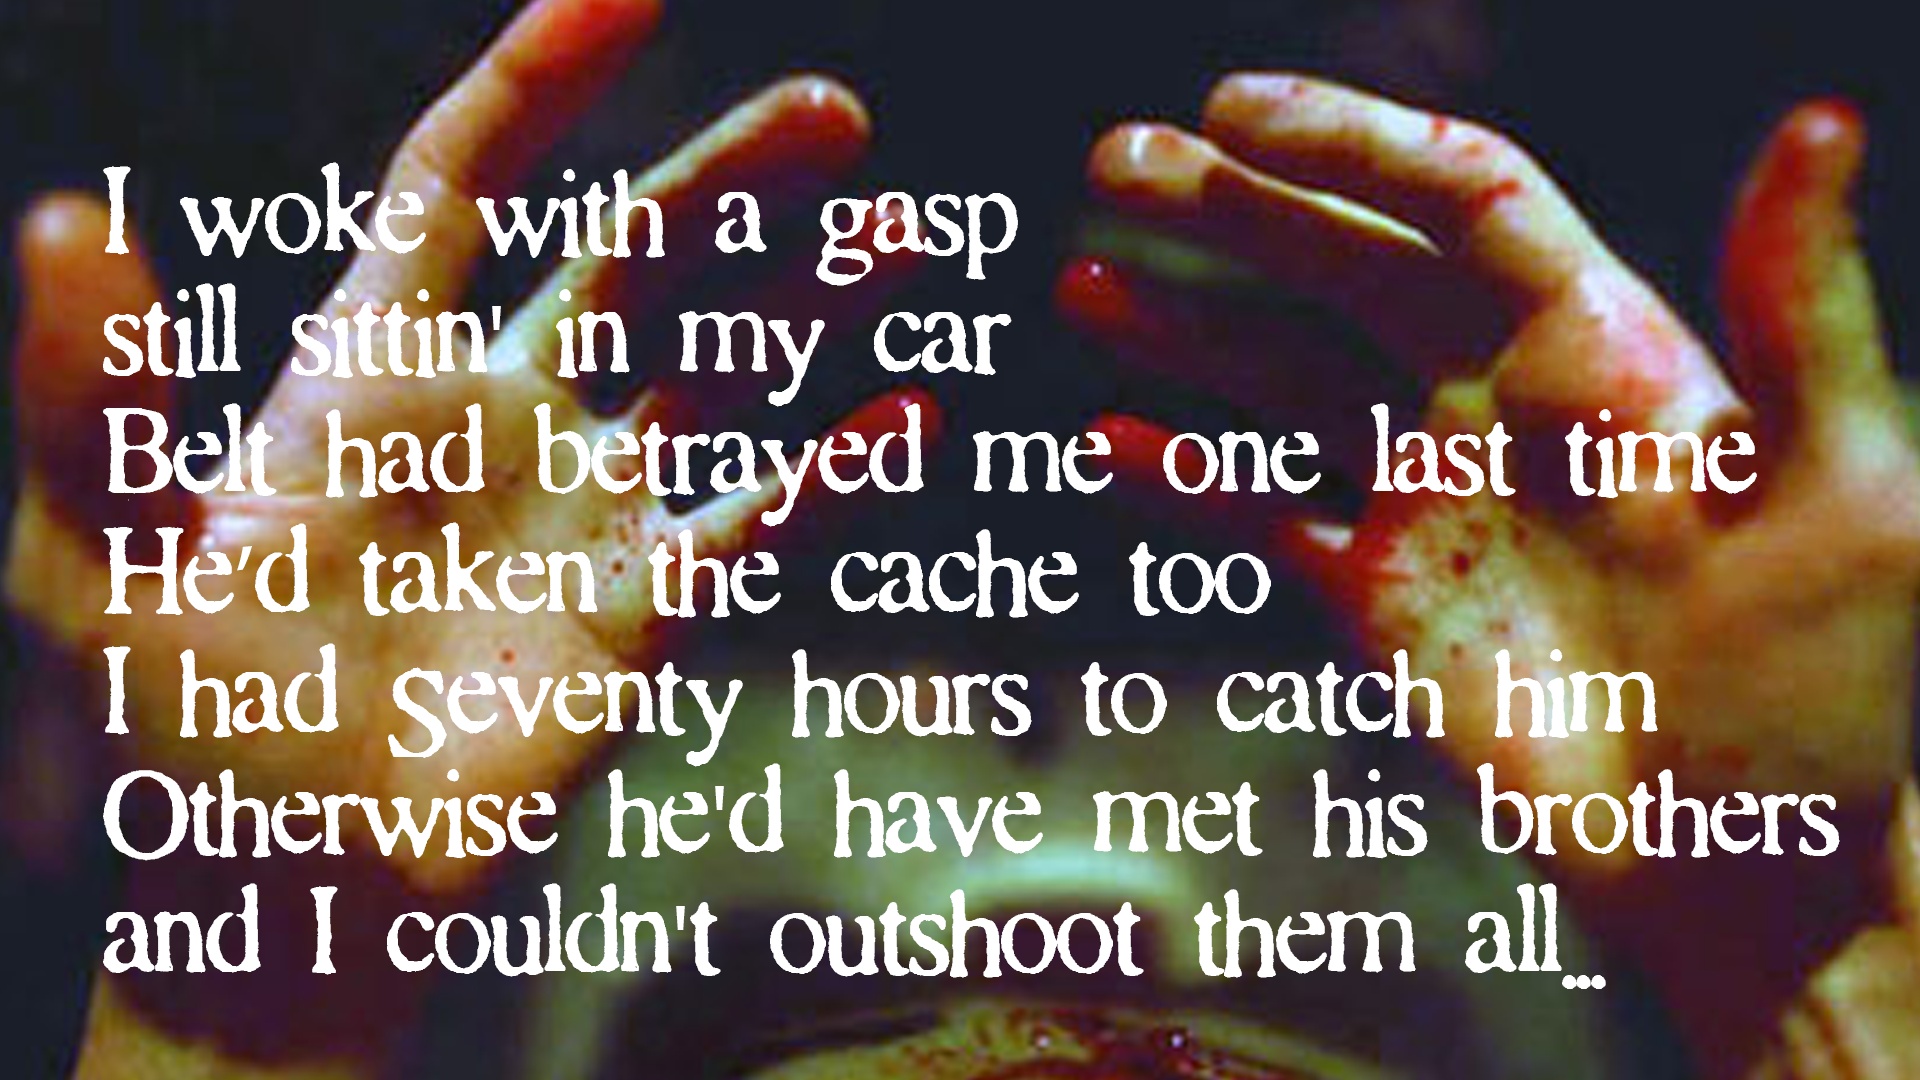 I woke with a gasp
still sittin' in my car
Belt had betrayed me one last time
He'd taken the cache too
I had seventy hours to catch him
Otherwise he'd have met his brothers
and I couldn't outshoot them all...